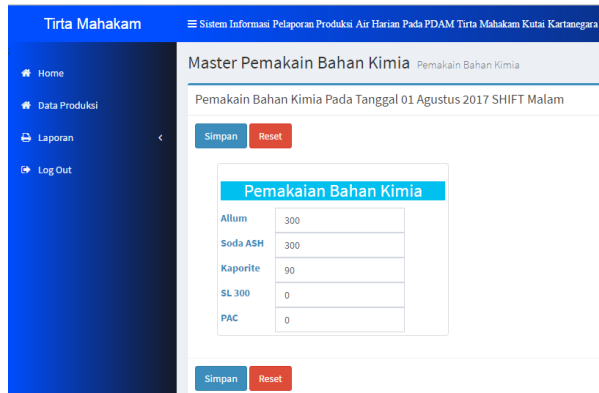 Tirta Mahakam
Sistem Informasi Pelaporan Produksi Air Harian Pada PDAM Tirta Mahakam Kutai Kartanegara
Home
Data Produksi
Laporan
Log Out
Master Pemakain Bahan Kimia Pemakain Bahan Kimia
Pemakain Bahan Kimia Pada Tanggal 01 Agustus 2017 SHIFT Malam
Simpan Reset
Pemakaian Bahan Kimia
Allum 300
Soda ASH 300
Kaporite 90
SL 300 0
PAC 0
Simpan Reset